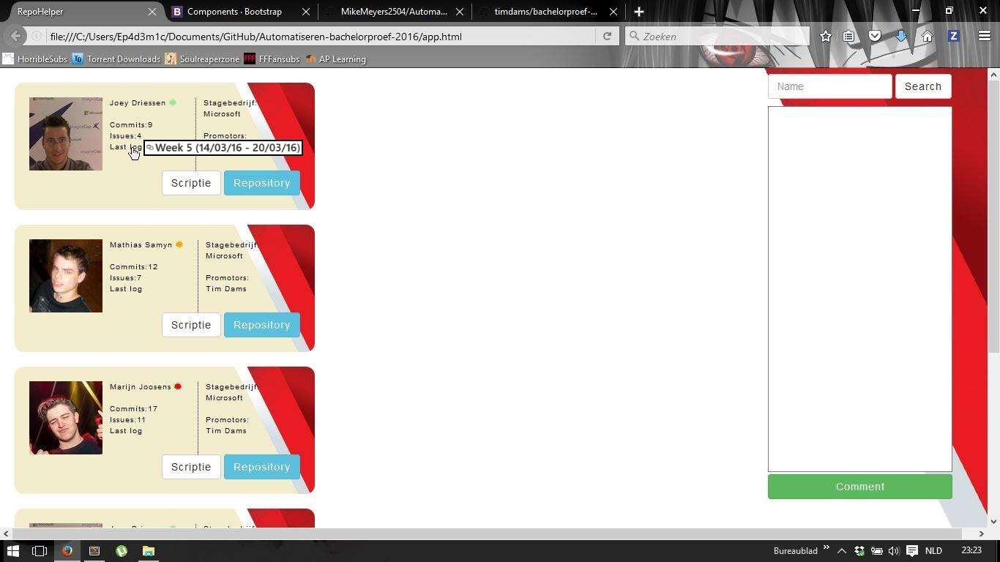 RepoHelper
B Components · Bootstrap
MikeMeyers2504/Automa...
timdams/bachelorproef-...
file:///C:/Users/Ep4d3m1c/Documents/GitHub/Automatiseren-bachelorproef-2016/app.html
Zoeken
Z
HorribleSubs
TD Torrent Downloads
Soulreaperzone
FFF FFFansubs
AP Learning
Name
Search
Joey Driessen
Commits:9
Issues:4
Last log
Stagebedrijf:
Microsoft
Promotors:
Week 5 (14/03/16 - 20/03/16)
Scriptie
Repository
Mathias Samyn
Commits:12
Issues:7
Last log
Stagebedrijf:
Microsoft
Promotors:
Tim Dams
Scriptie
Repository
Marijn Joosens
Commits:17
Issues:11
Last log
Stagebedrijf:
Microsoft
Promotors:
Tim Dams
Scriptie
Repository
Comment
Bureaublad
NLD
23:23